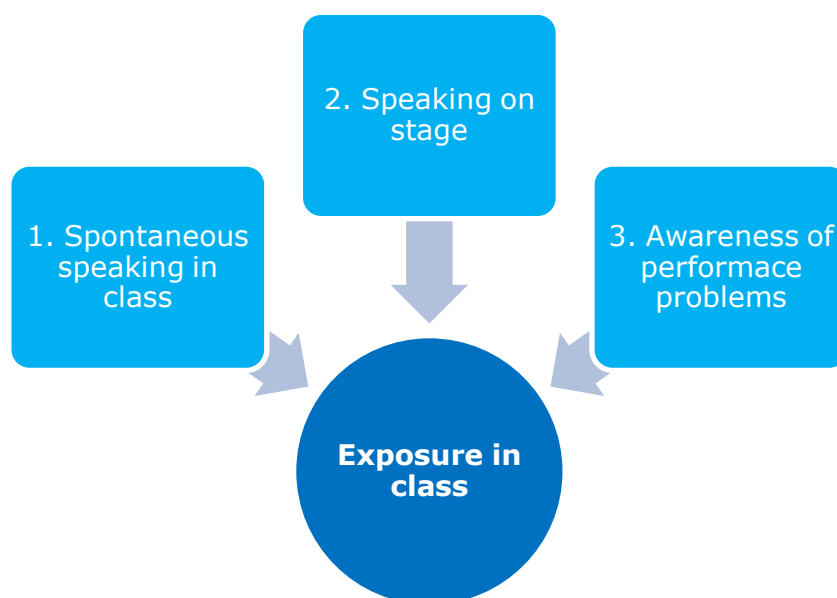 1. Spontaneous
speaking in
class
2. Speaking on
stage
3. Awareness of
performace
problems
Exposure in
class